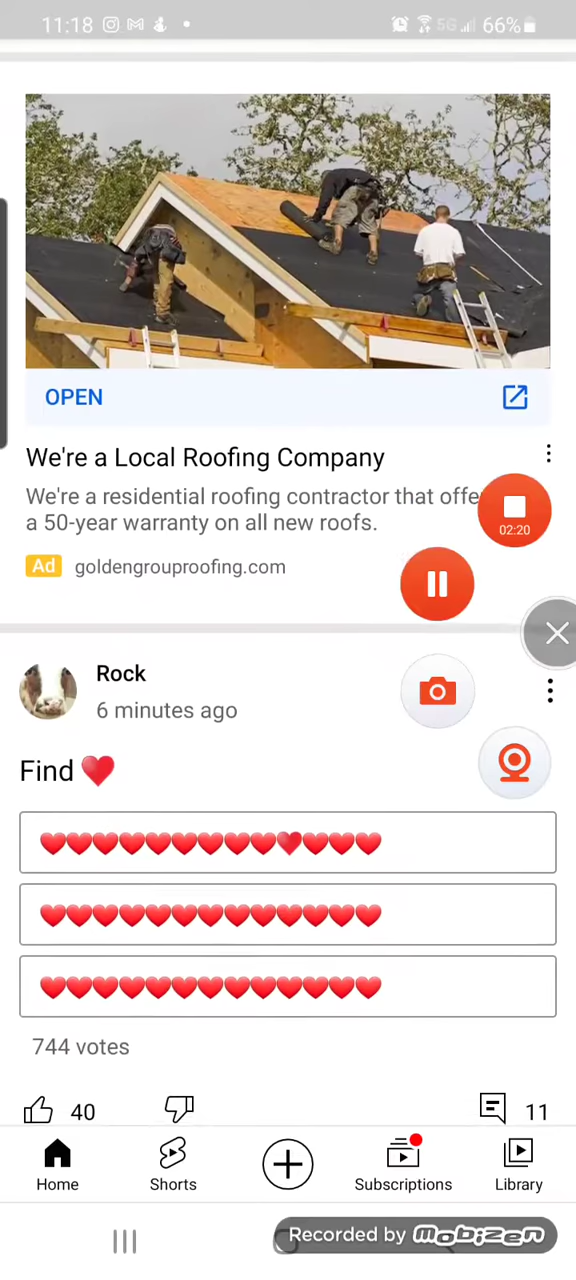 11:18 5G 66%
OPEN
We're a Local Roofing Company
We're a residential roofing contractor that offe
a 50-year warranty on all new roofs.
02:20
Ad goldengrouproofing.com
Rock
6 minutes ago
Find ♥️
❤️❤️❤️❤️❤️❤️❤️❤️❤️♥️❤️❤️❤️
❤️❤️❤️❤️❤️❤️❤️❤️❤️❤️❤️❤️❤️
❤️❤️❤️❤️❤️❤️❤️❤️❤️❤️❤️❤️❤️
744 votes
40 11
Home Shorts Subscriptions Library
Recorded by mobizen